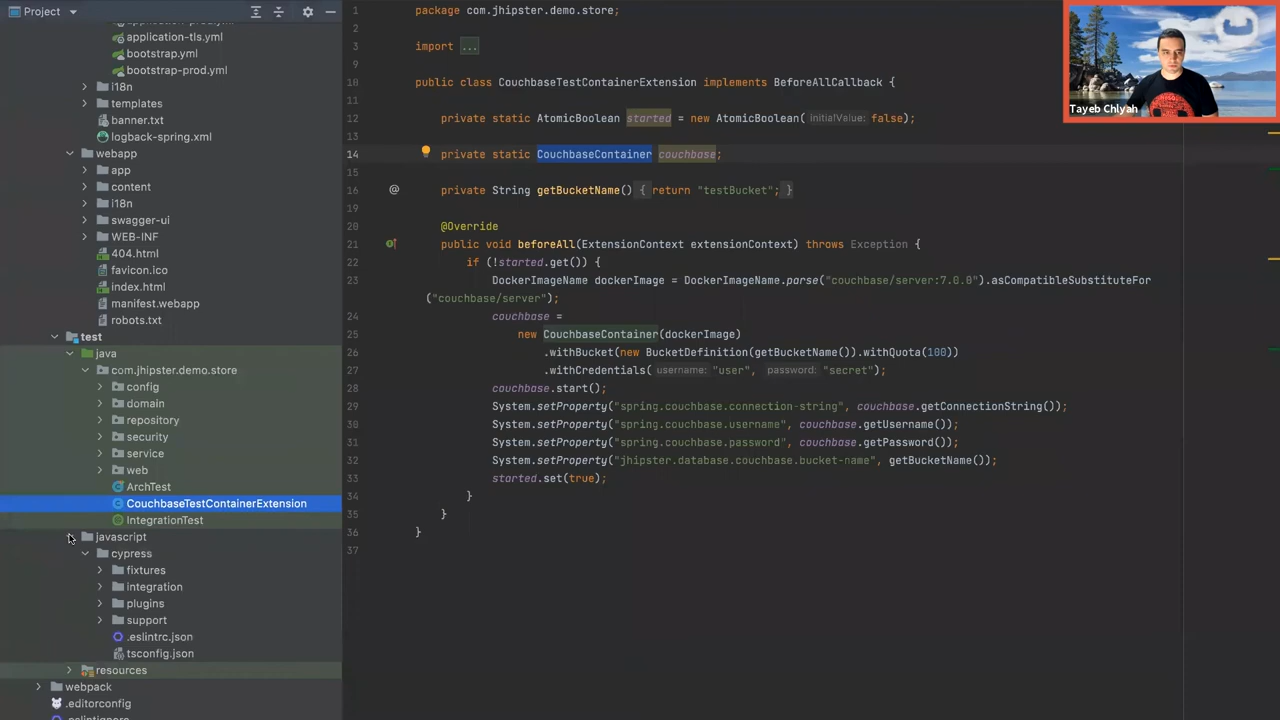 Project
application-tls.yml
bootstrap.yml
bootstrap-prod.yml
i18n
templates
banner.txt
logback-spring.xml
webapp
app
content
i18n
swagger-ui
WEB-INF
404.html
favicon.ico
index.html
manifest.webapp
robots.txt
test
java
com.jhipster.demo.store
config
domain
repository
security
service
web
ArchTest
CouchbaseTestContainerExtension
IntegrationTest
javascript
cypress
fixtures
integration
plugins
support
.eslintrc.json
tsconfig.json
resources
webpack
.editorconfig
1 package com.jhipster.demo.store;
2
3 import ...
9
10 public class CouchbaseTestContainerExtension implements BeforeAllCallback {
11
12 private static AtomicBoolean started = new AtomicBoolean( initialValue: false);
13
14 private static CouchbaseContainer couchbase;
15
16 @ private String getBucketName() { return "testBucket"; }
19
20 @Override
21 public void beforeAll(ExtensionContext extensionContext) throws Exception {
22 if (!started.get()) {
23 DockerImageName dockerImage = DockerImageName.parse("couchbase/server:7.0.0").asCompatibleSubstituteFor
("couchbase/server");
24 couchbase =
25 new CouchbaseContainer(dockerImage)
26 .withBucket(new BucketDefinition(getBucketName()).withQuota(100))
27 .withCredentials( username: "user", password: "secret");
28 couchbase.start();
29 System.setProperty("spring.couchbase.connection-string", couchbase.getConnectionString());
30 System.setProperty("spring.couchbase.username", couchbase.getUsername());
31 System.setProperty("spring.couchbase.password", couchbase.getPassword());
32 System.setProperty("jhipster.database.couchbase.bucket-name", getBucketName());
33 started.set(true);
34 }
35 }
36 }
37
Tayeb Chlyah